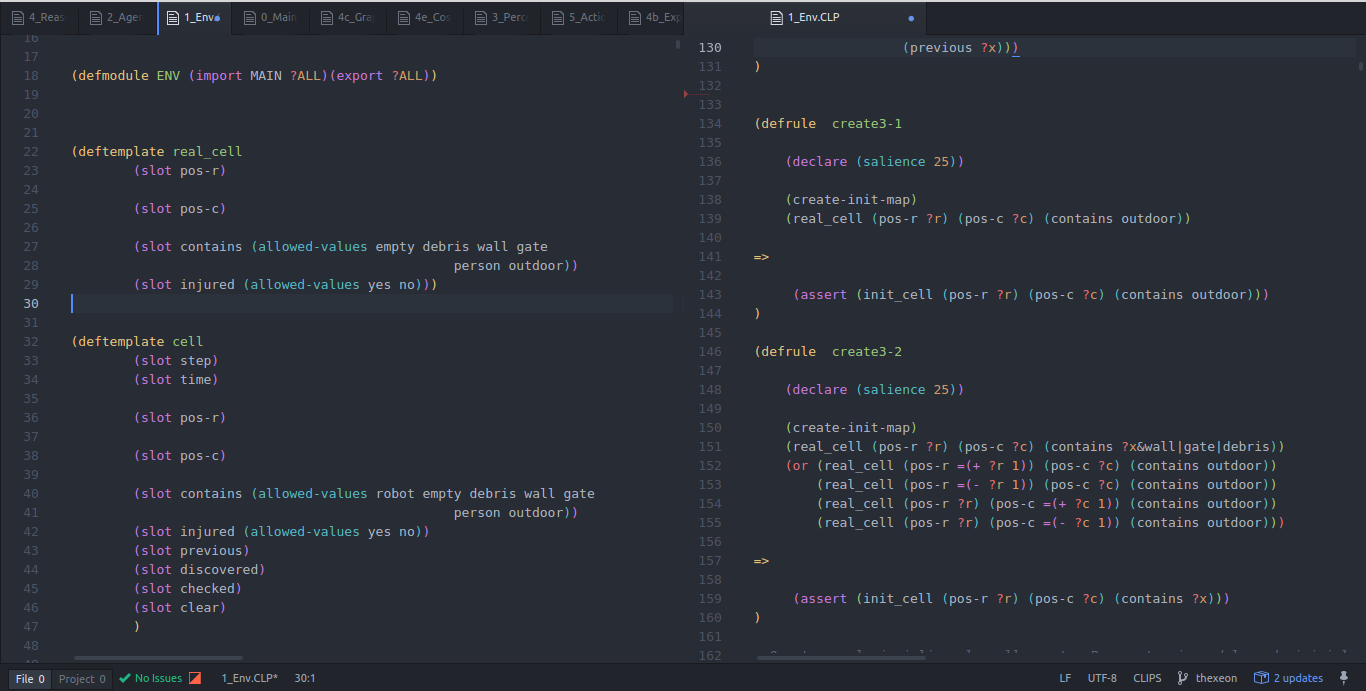 4_Reas
2_Agen
1_Env
0_Main
4c_Gra
4e_Cos
3_Perc
5_Actio
4b_Exp
1_Env.CLP
16
17
18 (defmodule ENV (import MAIN ?ALL)(export ?ALL))
19
20
21
22 (deftemplate real_cell
23 (slot pos-r)
24
25 (slot pos-c)
26
27 (slot contains (allowed-values empty debris wall gate
28 person outdoor))
29 (slot injured (allowed-values yes no)))
30
31
32 (deftemplate cell
33 (slot step)
34 (slot time)
35
36 (slot pos-r)
37
38 (slot pos-c)
39
40 (slot contains (allowed-values robot empty debris wall gate
41 person outdoor))
42 (slot injured (allowed-values yes no))
43 (slot previous)
44 (slot discovered)
45 (slot checked)
46 (slot clear)
47 )
48
130 (previous ?x)))
131 )
132
133
134 (defrule  create3-1
135
136 (declare (salience 25))
137
138 (create-init-map)
139 (real_cell (pos-r ?r) (pos-c ?c) (contains outdoor))
140
141 =>
142
143 (assert (init_cell (pos-r ?r) (pos-c ?c) (contains outdoor)))
144 )
145
146 (defrule  create3-2
147
148 (declare (salience 25))
149
150 (create-init-map)
151 (real_cell (pos-r ?r) (pos-c ?c) (contains ?x&wall|gate|debris))
152 (or (real_cell (pos-r =(+ ?r 1)) (pos-c ?c) (contains outdoor))
153 (real_cell (pos-r =(- ?r 1)) (pos-c ?c) (contains outdoor))
154 (real_cell (pos-r ?r) (pos-c =(+ ?c 1)) (contains outdoor))
155 (real_cell (pos-r ?r) (pos-c =(- ?c 1)) (contains outdoor)))
156
157 =>
158
159 (assert (init_cell (pos-r ?r) (pos-c ?c) (contains ?x)))
160 )
161
162
File 0 Project 0 No Issues 1_Env.CLP* 30:1 LF UTF-8 CLIPS thexeon 2 updates